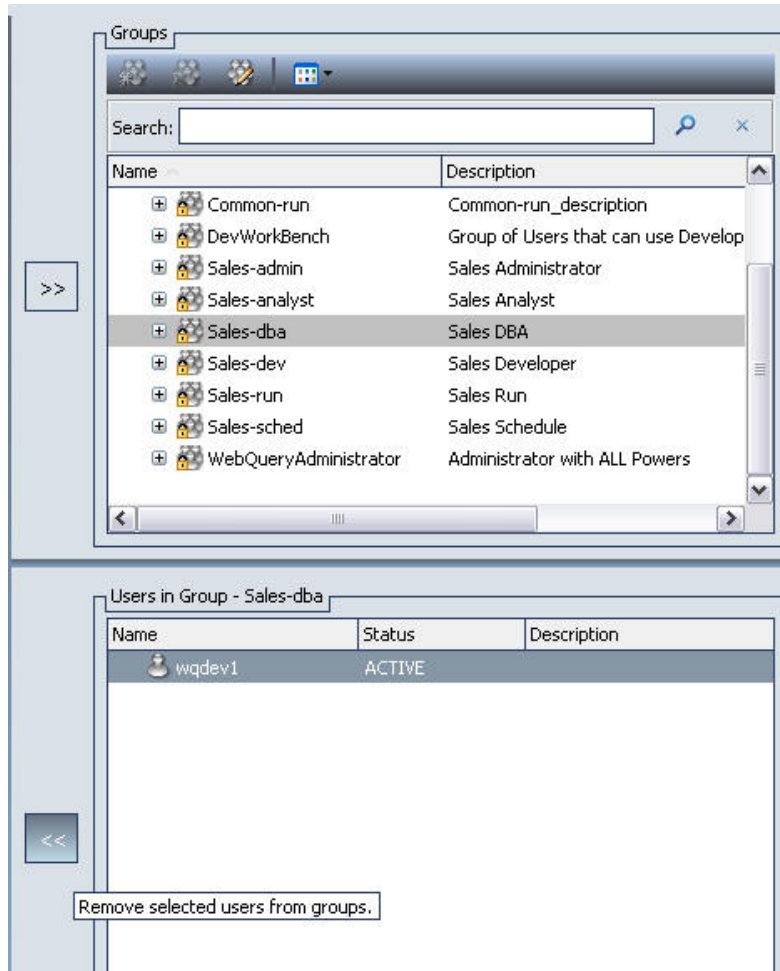 Groups
Search:
Name Description
Common-run Common-run_description
DevWorkBench Group of Users that can use Develop
Sales-admin Sales Administrator
>>
Sales-analyst Sales Analyst
Sales-dba Sales DBA
Sales-dev Sales Developer
Sales-run Sales Run
Sales-sched Sales Schedule
WebQueryAdministrator Administrator with ALL Powers
Users in Group - Sales-dba
Name Status Description
wqdev1 ACTIVE
<<
Remove selected users from groups.